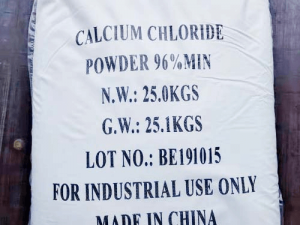 CALCIUM CHLORIDE
POWDER 96%MIN
N.W.: 25.0KGS
G.W.: 25.1KGS
LOT NO.: BE191015
FOR INDUSTRIAL USE ONLY
MADE IN CHINA